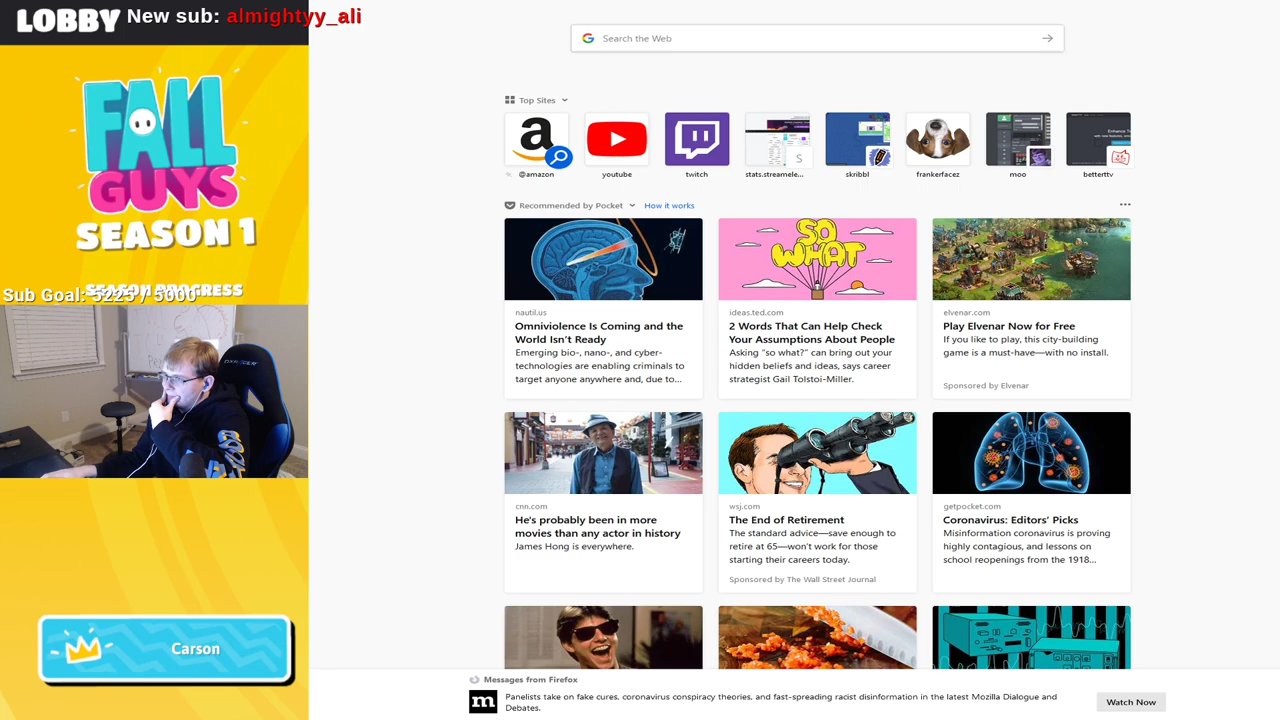 LOBBY
New sub: almightyy_ali
FALL
GUYS
SEASON 1
SEASON PROGRESS
Sub Goal: 5225 / 5000
Carson
Search the Web
Top Sites
a
@amazon
youtube
twitch
S
stats.streamele...
skribbl
frankerfacez
moo
betterttv
Recommended by Pocket
How it works
nautil.us
Omniviolence Is Coming and the
World Isn't Ready
Emerging bio-, nano-, and cyber-
technologies are enabling criminals to
target anyone anywhere and, due to...
SO
WHAT
ideas.ted.com
2 Words That Can Help Check
Your Assumptions About People
Asking "so what?" can bring out your
hidden beliefs and ideas, says career
strategist Gail Tolstoi-Miller.
elvenar.com
Play Elvenar Now for Free
If you like to play, this city-building
game is a must-have—with no install.
Sponsored by Elvenar
cnn.com
He's probably been in more
movies than any actor in history
James Hong is everywhere.
wsj.com
The End of Retirement
The standard advice—save enough to
retire at 65—won't work for those
starting their careers today.
Sponsored by The Wall Street Journal
getpocket.com
Coronavirus: Editors' Picks
Misinformation coronavirus is proving
highly contagious, and lessons on
school reopenings from the 1918...
Messages from Firefox
m
Panelists take on fake cures, coronavirus conspiracy theories, and fast-spreading racist disinformation in the latest Mozilla Dialogue and
Debates.
Watch Now